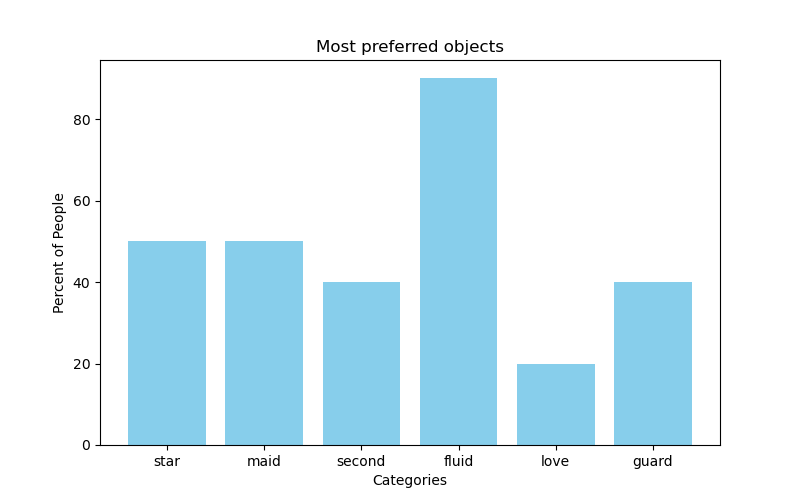 Most preferred objects
Percent of People
80
60
40
20
0
star maid second fluid love guard
Categories